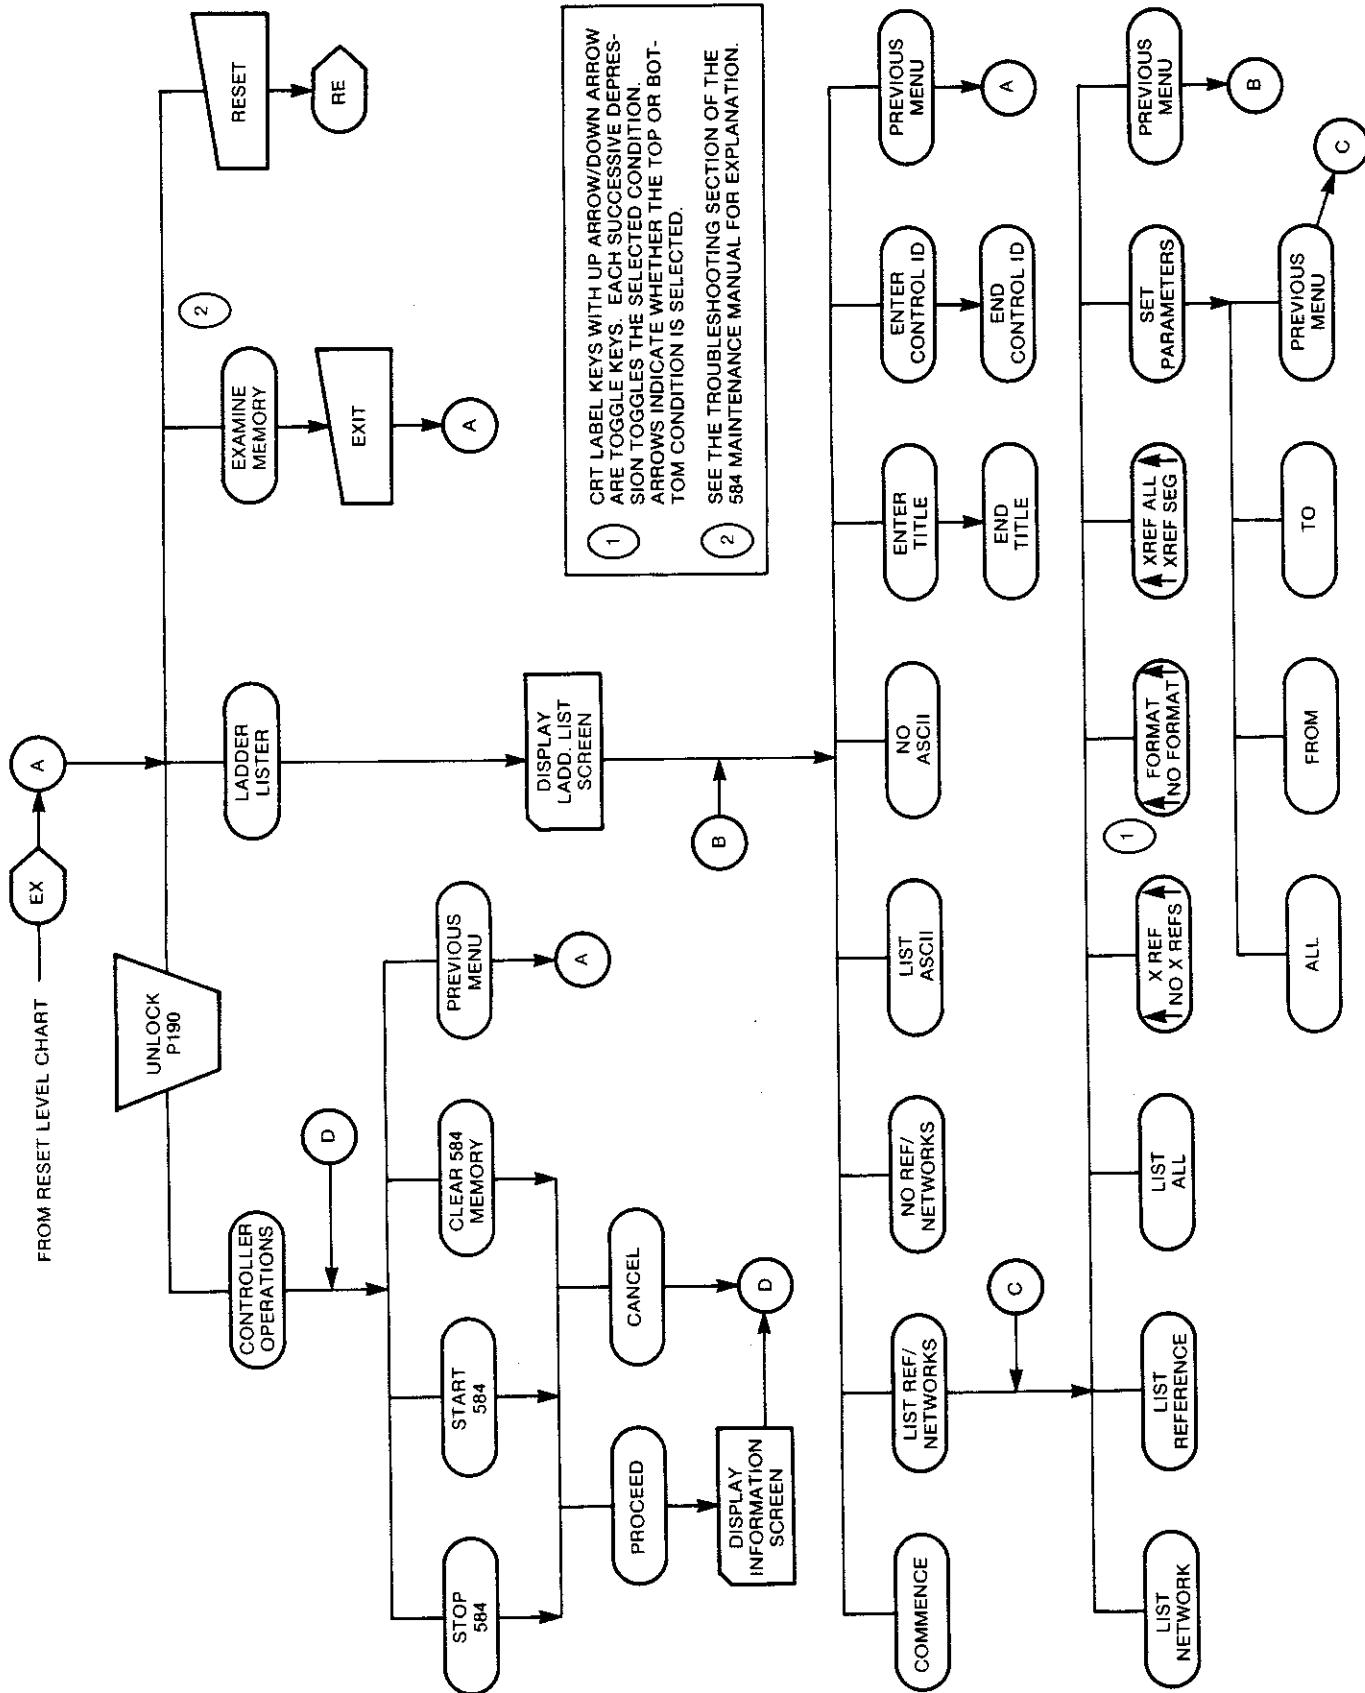 FROM RESET LEVEL CHART
EX
A
UNLOCK
P190
CONTROLLER
OPERATIONS
LADDER
LISTER
EXAMINE
MEMORY
2
RESET
RE
EXIT
A
D
STOP
584
START
584
CLEAR 584
MEMORY
PREVIOUS
MENU
A
PROCEED
CANCEL
DISPLAY
INFORMATION
SCREEN
D
DISPLAY
LADD. LIST
SCREEN
B
1
CRT LABEL KEYS WITH UP ARROW/DOWN ARROW
ARE TOGGLE KEYS. EACH SUCCESSIVE DEPRES-
SION TOGGLES THE SELECTED CONDITION.
ARROWS INDICATE WHETHER THE TOP OR BOT-
TOM CONDITION IS SELECTED.
2
SEE THE TROUBLESHOOTING SECTION OF THE
584 MAINTENANCE MANUAL FOR EXPLANATION.
COMMENCE
LIST REF/
NETWORKS
NO REF/
NETWORKS
LIST
ASCII
NO
ASCII
ENTER
TITLE
END
TITLE
ENTER
CONTROL ID
END
CONTROL ID
PREVIOUS
MENU
A
C
LIST
NETWORK
LIST
REFERENCE
LIST
ALL
X REF
NO X REFS
1
FORMAT
NO FORMAT
XREF ALL
XREF SEG
SET
PARAMETERS
PREVIOUS
MENU
B
ALL
FROM
TO
PREVIOUS
MENU
C